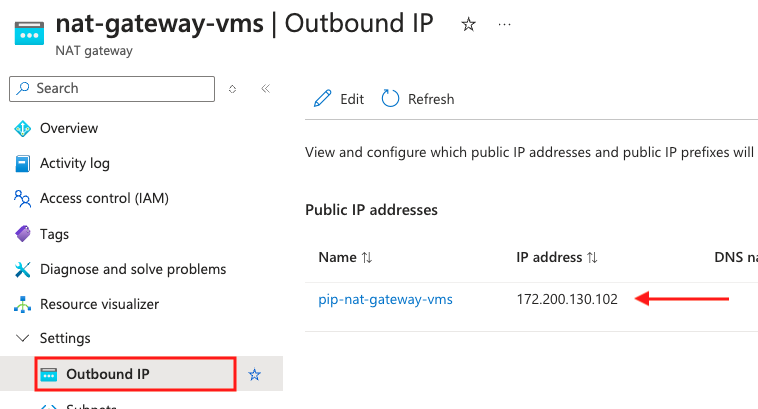 nat-gateway-vms | Outbound IP
NAT gateway
Search
Overview
Activity log
Access control (IAM)
Tags
Diagnose and solve problems
Resource visualizer
Settings
Outbound IP
Subnets
Edit Refresh
View and configure which public IP addresses and public IP prefixes will
Public IP addresses
Name IP address DNS na
pip-nat-gateway-vms 172.200.130.102